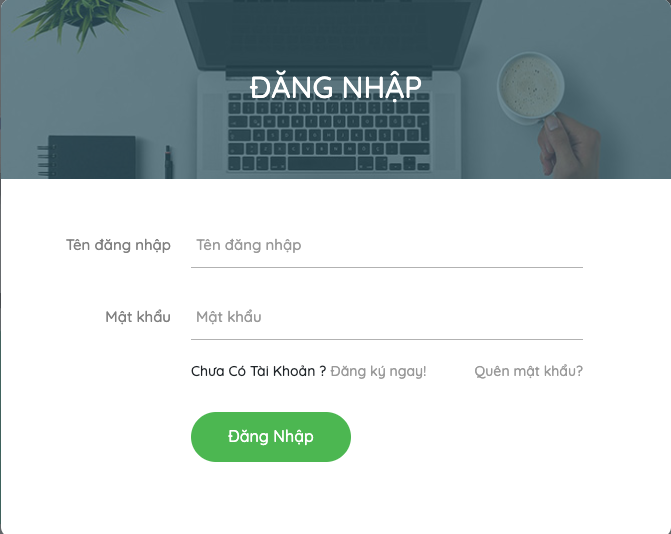 ĐĂNG NHẬP
Tên đăng nhập Tên đăng nhập
Mật khẩu Mật khẩu
Chưa Có Tài Khoản ? Đăng ký ngay! Quên mật khẩu?
Đăng Nhập